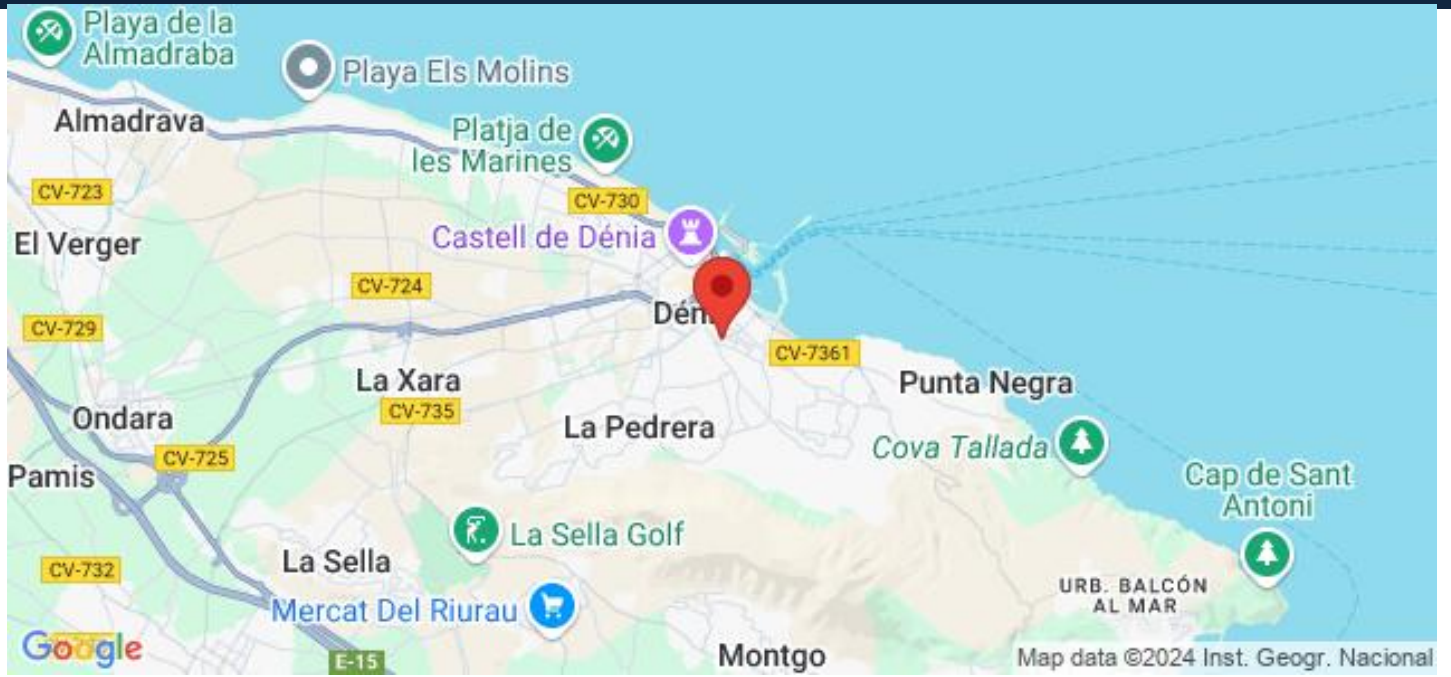 Playa de la
Almadraba
Playa Els Molins
Almadrava
Platja de
les Marines
CV-723
CV-730
El Verger
Castell de Dénia
CV-724
CV-729
CV-7361
La Xara
Punta Negra
CV-735
Ondara
La Pedrera
Cova Tallada
CV-725
Pamis
Cap de Sant
Antoni
La Sella Golf
La Sella
CV-732
URB. BALCÓN
AL MAR
Mercat Del Riurau
Google
E-15
Montgo
Map data ©2024 Inst. Geogr. Nacional